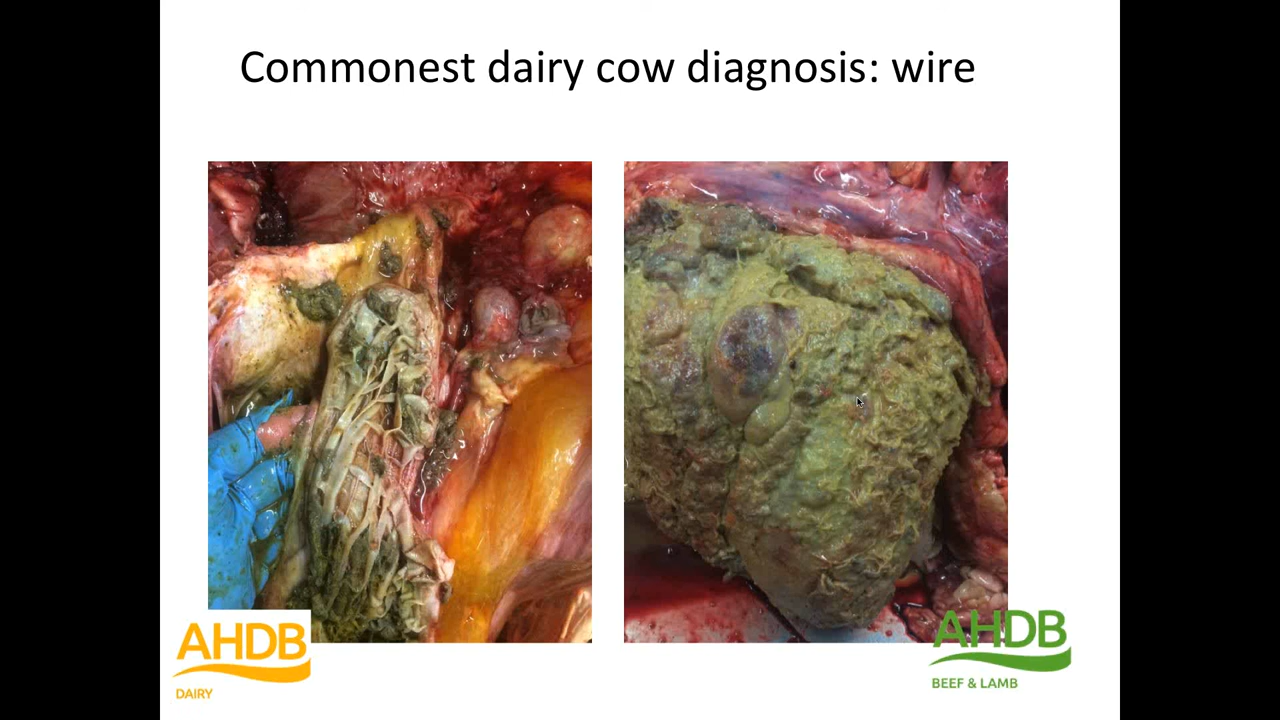 Commonest dairy cow diagnosis: wire
AHDB
DAIRY
AHDB
BEEF & LAMB